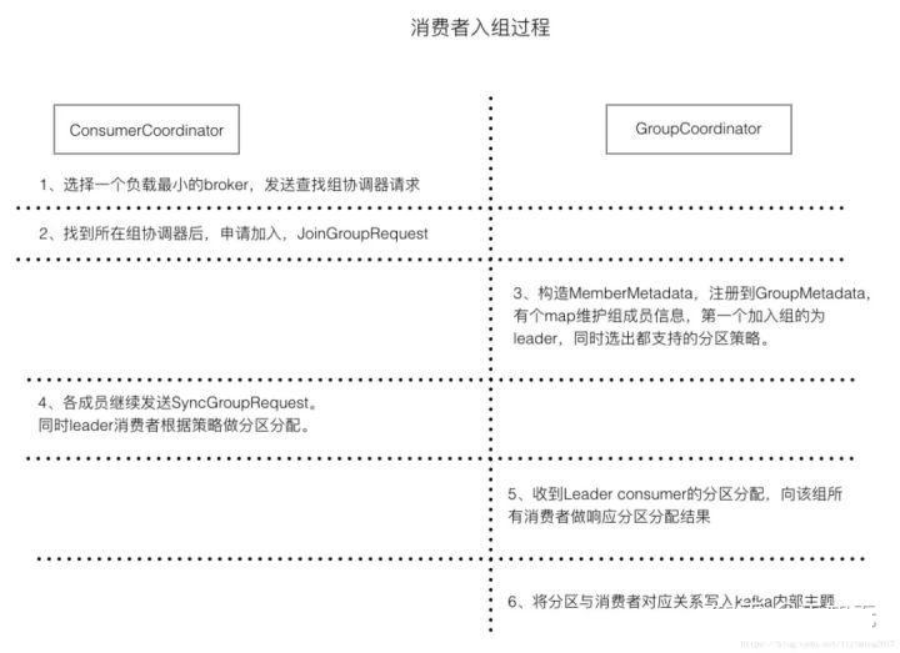 消费者入组过程
ConsumerCoordinator
GroupCoordinator
1、选择一个负载最小的broker，发送查找组协调器请求
2、找到所在组协调器后，申请加入，JoinGroupRequest
3、构造MemberMetadata，注册到GroupMetadata，
有个map维护组成员信息，第一个加入组的为
leader，同时选出都支持的分区策略。
4、各成员继续发送SyncGroupRequest。
同时leader消费者根据策略做分区分配。
5、收到Leader consumer的分区分配，向该组所
有消费者做响应分区分配结果
6、将分区与消费者对应关系写入kafka内部主题